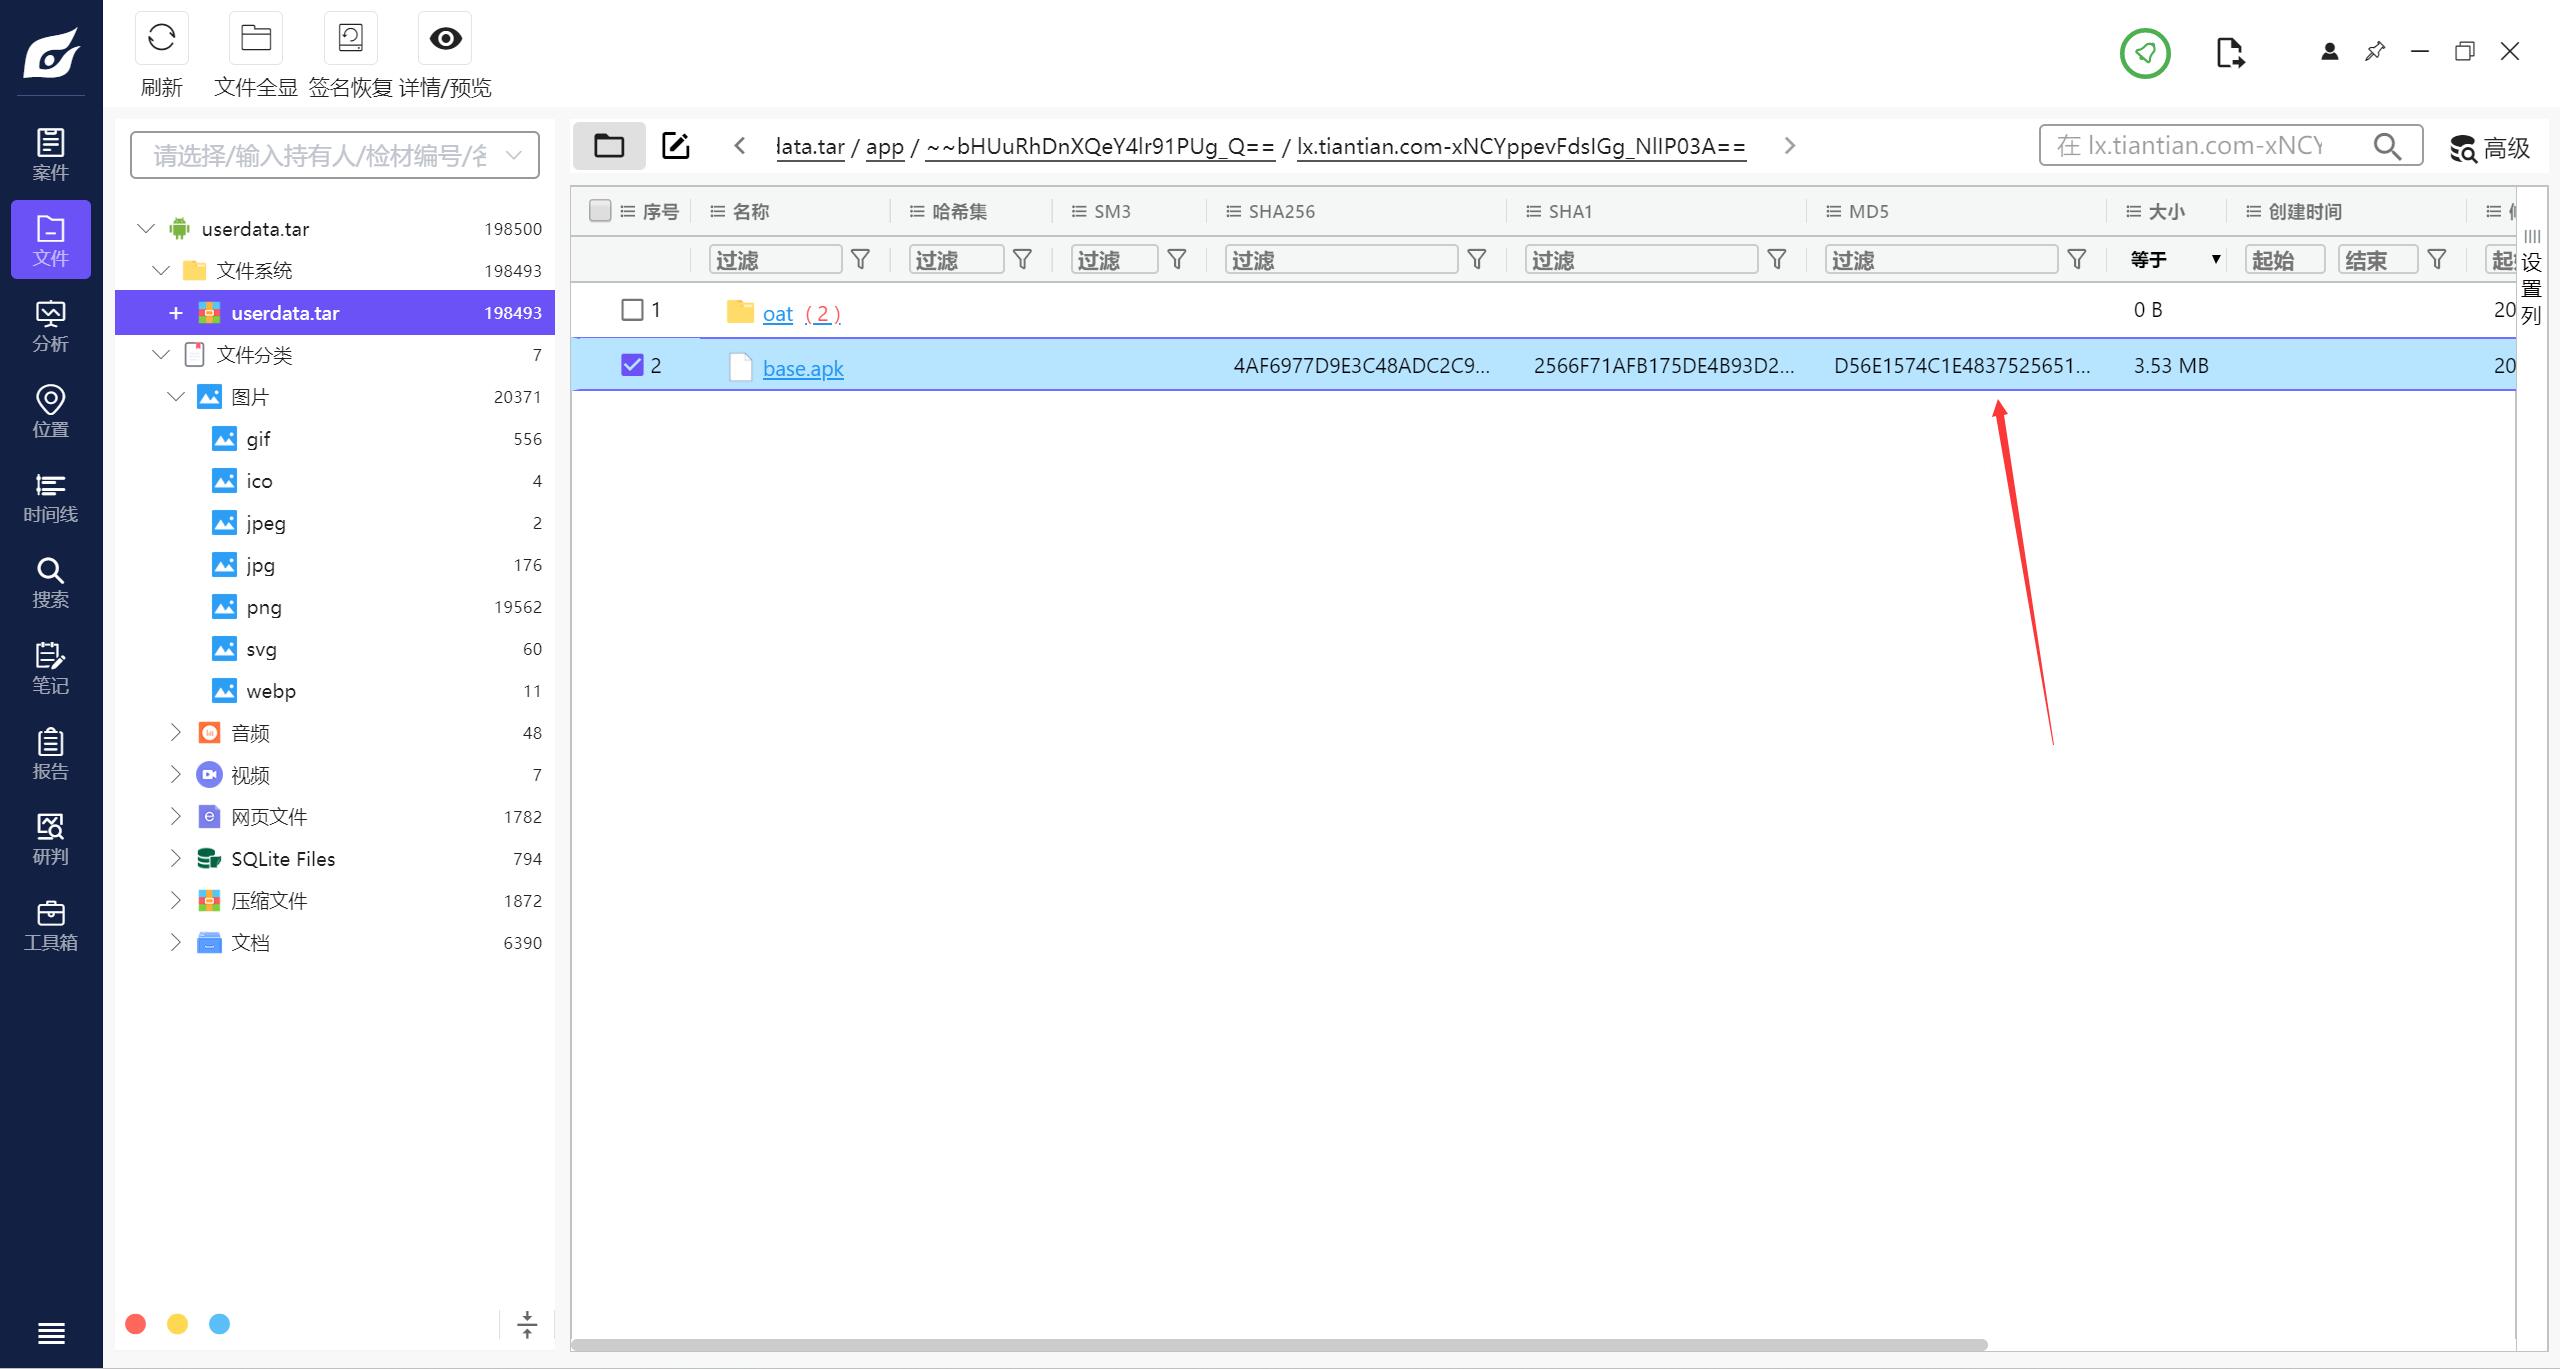 刷新 文件全显 签名恢复 详情/预览
案件
文件
分析
位置
时间线
搜索
笔记
报告
研判
工具箱
请选择/输入持有人/检材编号/名
userdata.tar 198500
文件系统 198493
+ userdata.tar 198493
文件分类 7
图片 20371
gif 556
ico 4
jpeg 2
jpg 176
png 19562
svg 60
webp 11
音频 48
视频 7
网页文件 1782
SQLite Files 794
压缩文件 1872
文档 6390
data.tar / app / ~~bHUuRhDnXQeY4lr91PUg_Q== / lx.tiantian.com-xNCYppevFdsIGg_NlIP03A==
在 lx.tiantian.com-xNCY
高级
序号 名称 哈希集 SM3 SHA256 SHA1 MD5 大小 创建时间
过滤 过滤 过滤 过滤 过滤 过滤 等于 起始 结束 起始
1 oat (2) 0 B 20
2 base.apk 4AF6977D9E3C48ADC2C9... 2566F71AFB175DE4B93D2... D56E1574C1E4837525651... 3.53 MB 20
设置列